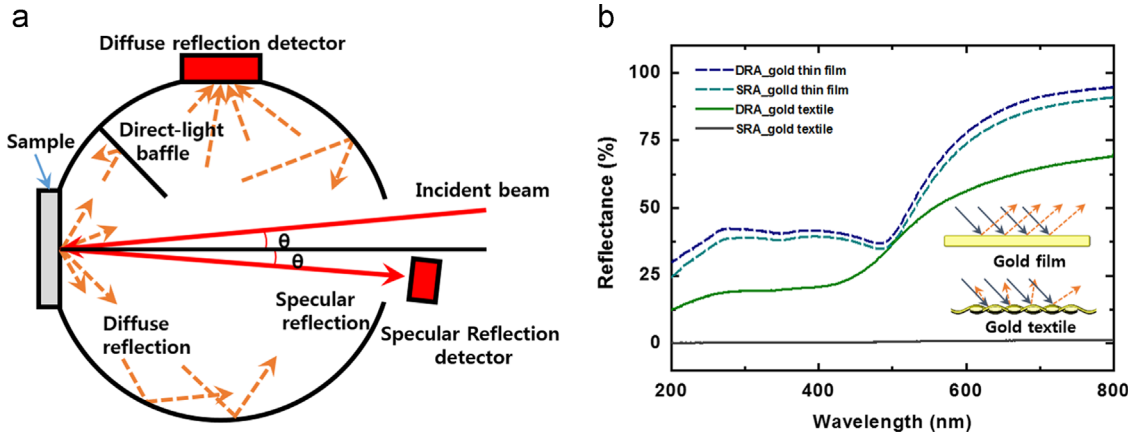 a
Diffuse reflection detector
Direct-light
baffle
Sample
Incident beam
θ
θ
Specular
reflection
Diffuse
reflection
Specular Reflection
detector
b
100
75
50
25
0
Reflectance (%)
DRA_gold thin film
SRA_golld thin film
DRA_gold textile
SRA_gold textile
Gold film
Gold textile
200
400
600
800
Wavelength (nm)